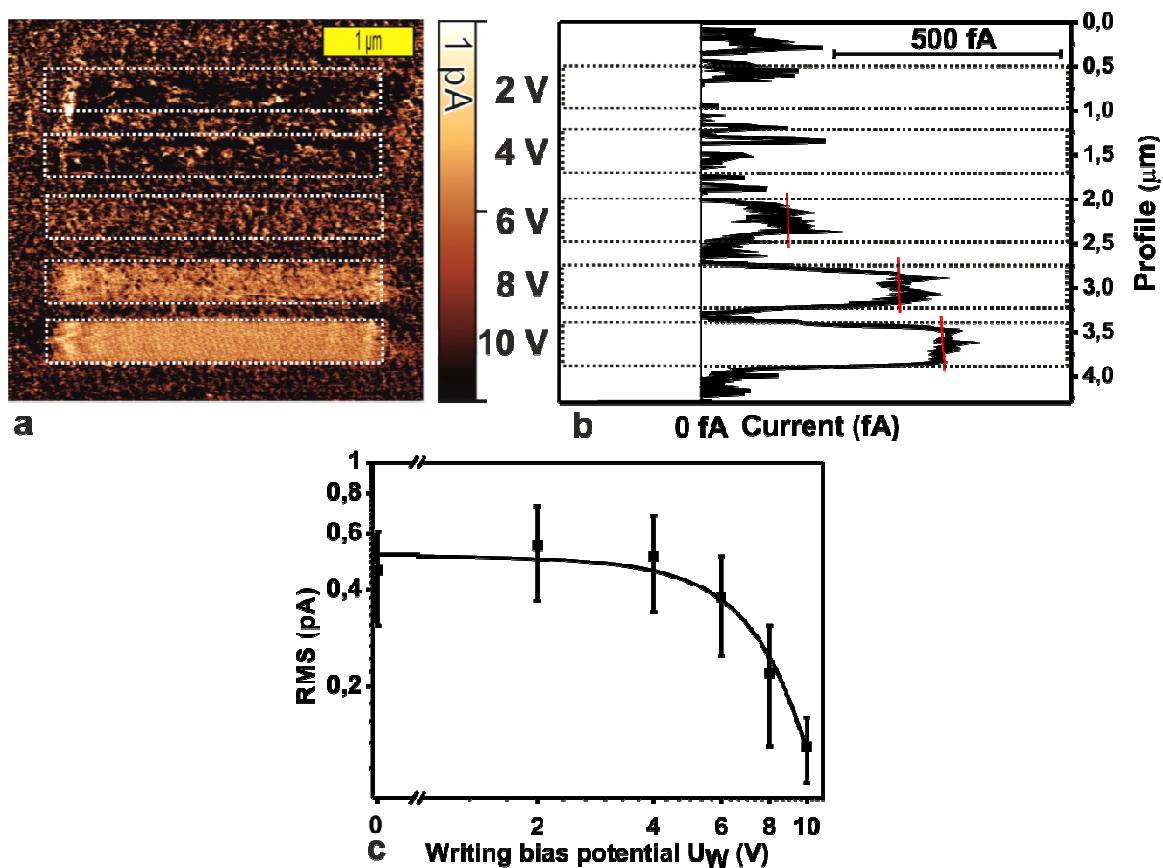 1 µm
1 pA
a
2 V
4 V
6 V
8 V
10 V
500 fA
0,0
0,5
1,0
1,5
2,0
2,5
3,0
3,5
4,0
Profile (µm)
b
0 fA Current (fA)
1
0,8
0,6
0,4
0,2
RMS (pA)
0 2 4 6 8 10
c Writing bias potential UW (V)